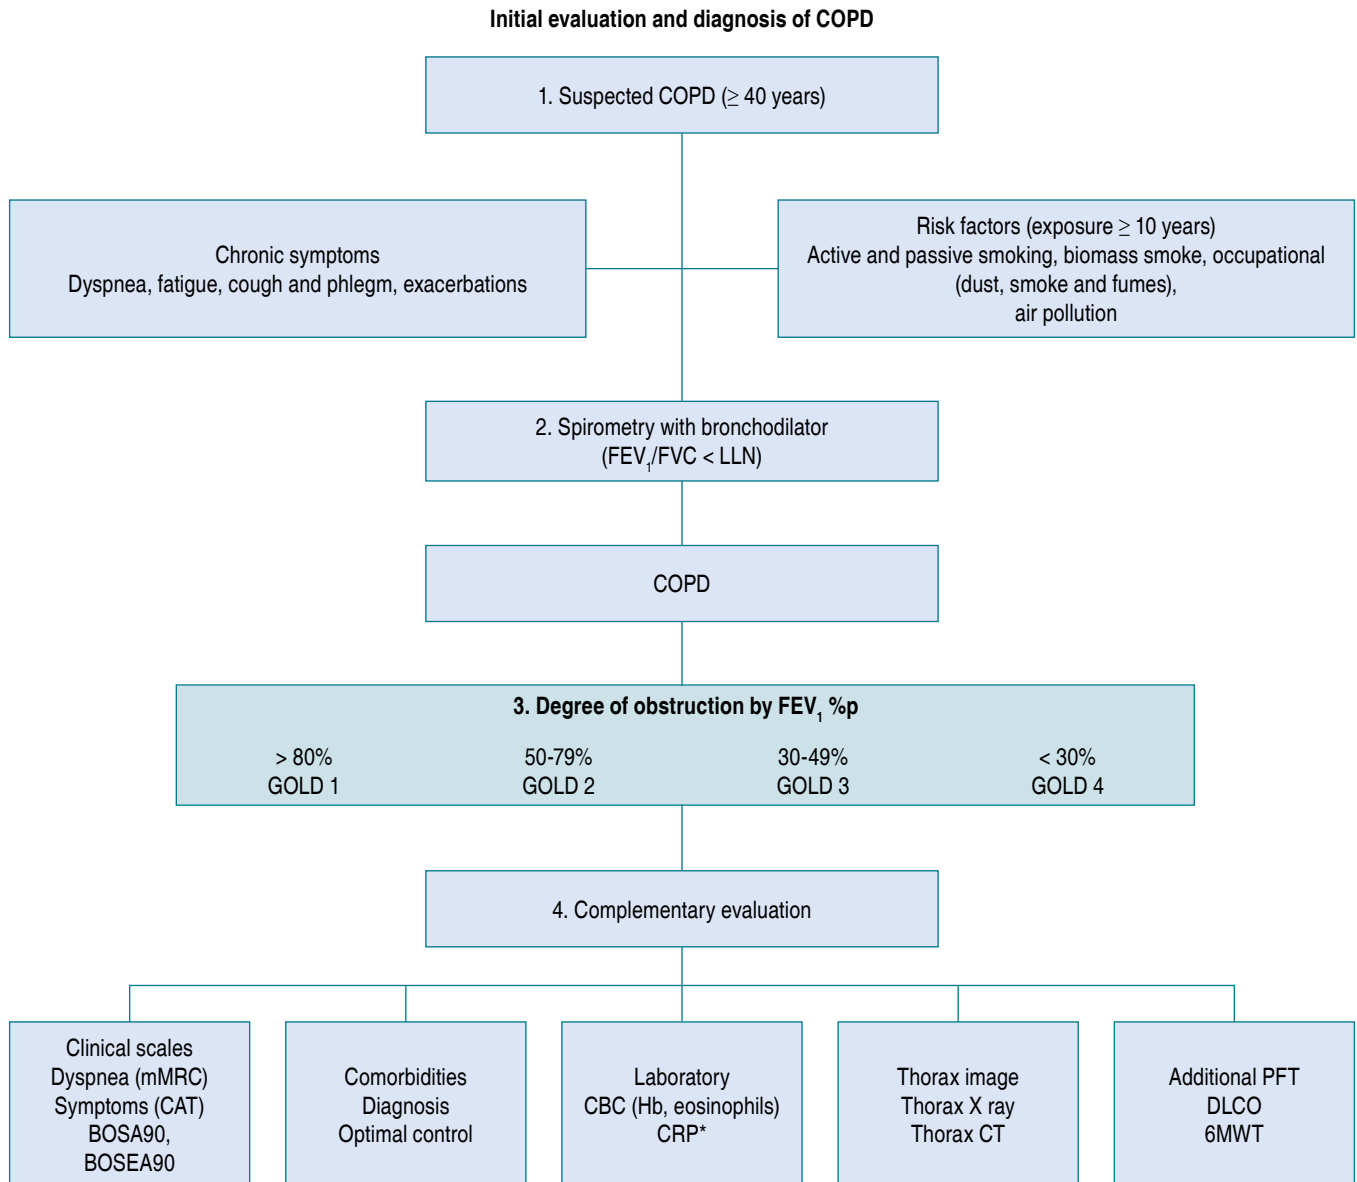 Initial evaluation and diagnosis of COPD
1. Suspected COPD (≥ 40 years)
Chronic symptoms
Dyspnea, fatigue, cough and phlegm, exacerbations
Risk factors (exposure ≥ 10 years)
Active and passive smoking, biomass smoke, occupational
(dust, smoke and fumes),
air pollution
2. Spirometry with bronchodilator
(FEV₁/FVC < LLN)
COPD
3. Degree of obstruction by FEV₁ %p
> 80%
GOLD 1
50-79%
GOLD 2
30-49%
GOLD 3
< 30%
GOLD 4
4. Complementary evaluation
Clinical scales
Dyspnea (mMRC)
Symptoms (CAT)
BOSA90,
BOSEA90
Comorbidities
Diagnosis
Optimal control
Laboratory
CBC (Hb, eosinophils)
CRP*
Thorax image
Thorax X ray
Thorax CT
Additional PFT
DLCO
6MWT